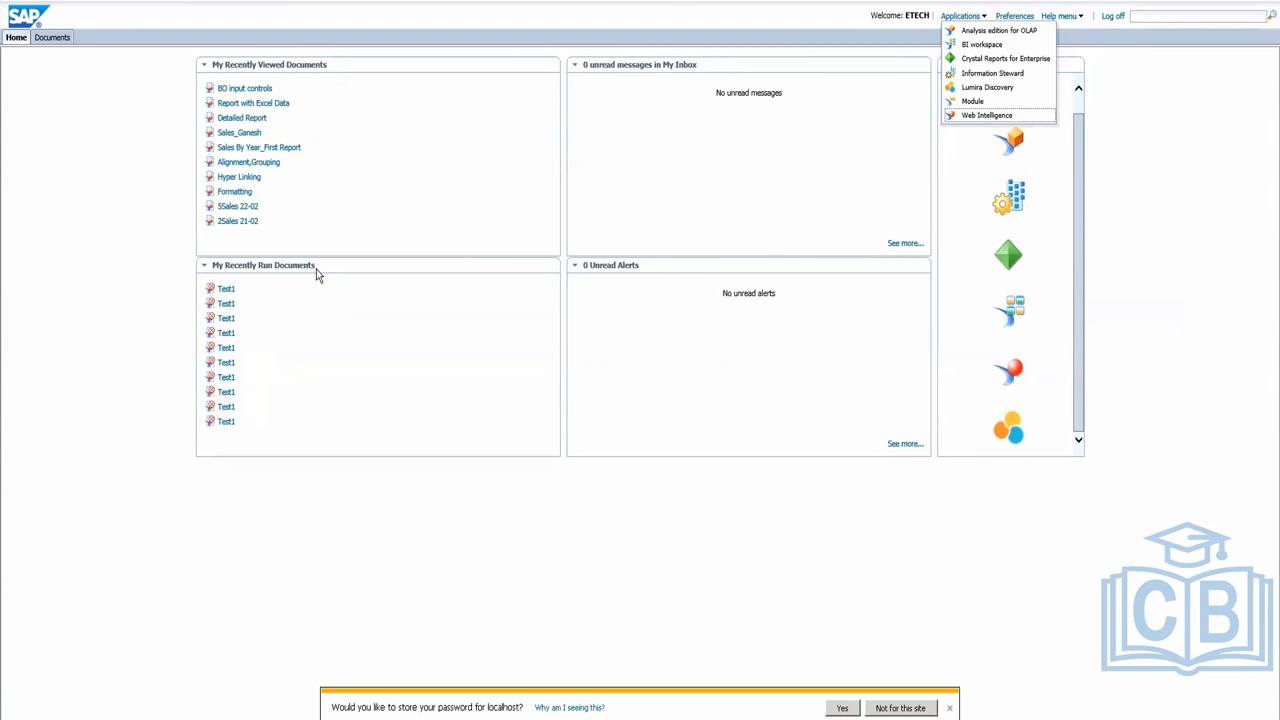 SAP
Welcome: ETECH
Applications
Preferences
Help menu
Log off
Home
Documents
Analysis edition for OLAP
BI workspace
Crystal Reports for Enterprise
Information Steward
Lumira Discovery
Module
Web Intelligence
My Recently Viewed Documents
BO input controls
Report with Excel Data
Detailed Report
Sales_Ganesh
Sales By Year_First Report
Alignment,Grouping
Hyper Linking
Formatting
5Sales 22-02
2Sales 21-02
0 unread messages in My Inbox
No unread messages
See more...
My Recently Run Documents
Test1
Test1
Test1
Test1
Test1
Test1
Test1
Test1
Test1
Test1
0 Unread Alerts
No unread alerts
See more...
CB
Would you like to store your password for localhost?
Why am I seeing this?
Yes
Not for this site